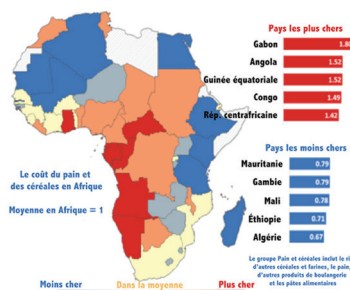 Pays les plus chers
Gabon
Angola 1.52
Guinée équatoriale 1.52
Congo 1.49
Rép. centrafricaine 1.42
Pays les moins chers
Mauritanie 0.79
Gambie 0.79
Mali 0.78
Éthiopie 0.71
Algérie 0.67
Le coût du pain et
des céréales en Afrique
Moyenne en Afrique = 1
Le groupe Pain et céréales inclut le
d'autres céréales et farines, le pain,
d'autres produits de boulangerie
et les pâtes alimentaires
Moins cher Dans la moyenne Plus cher